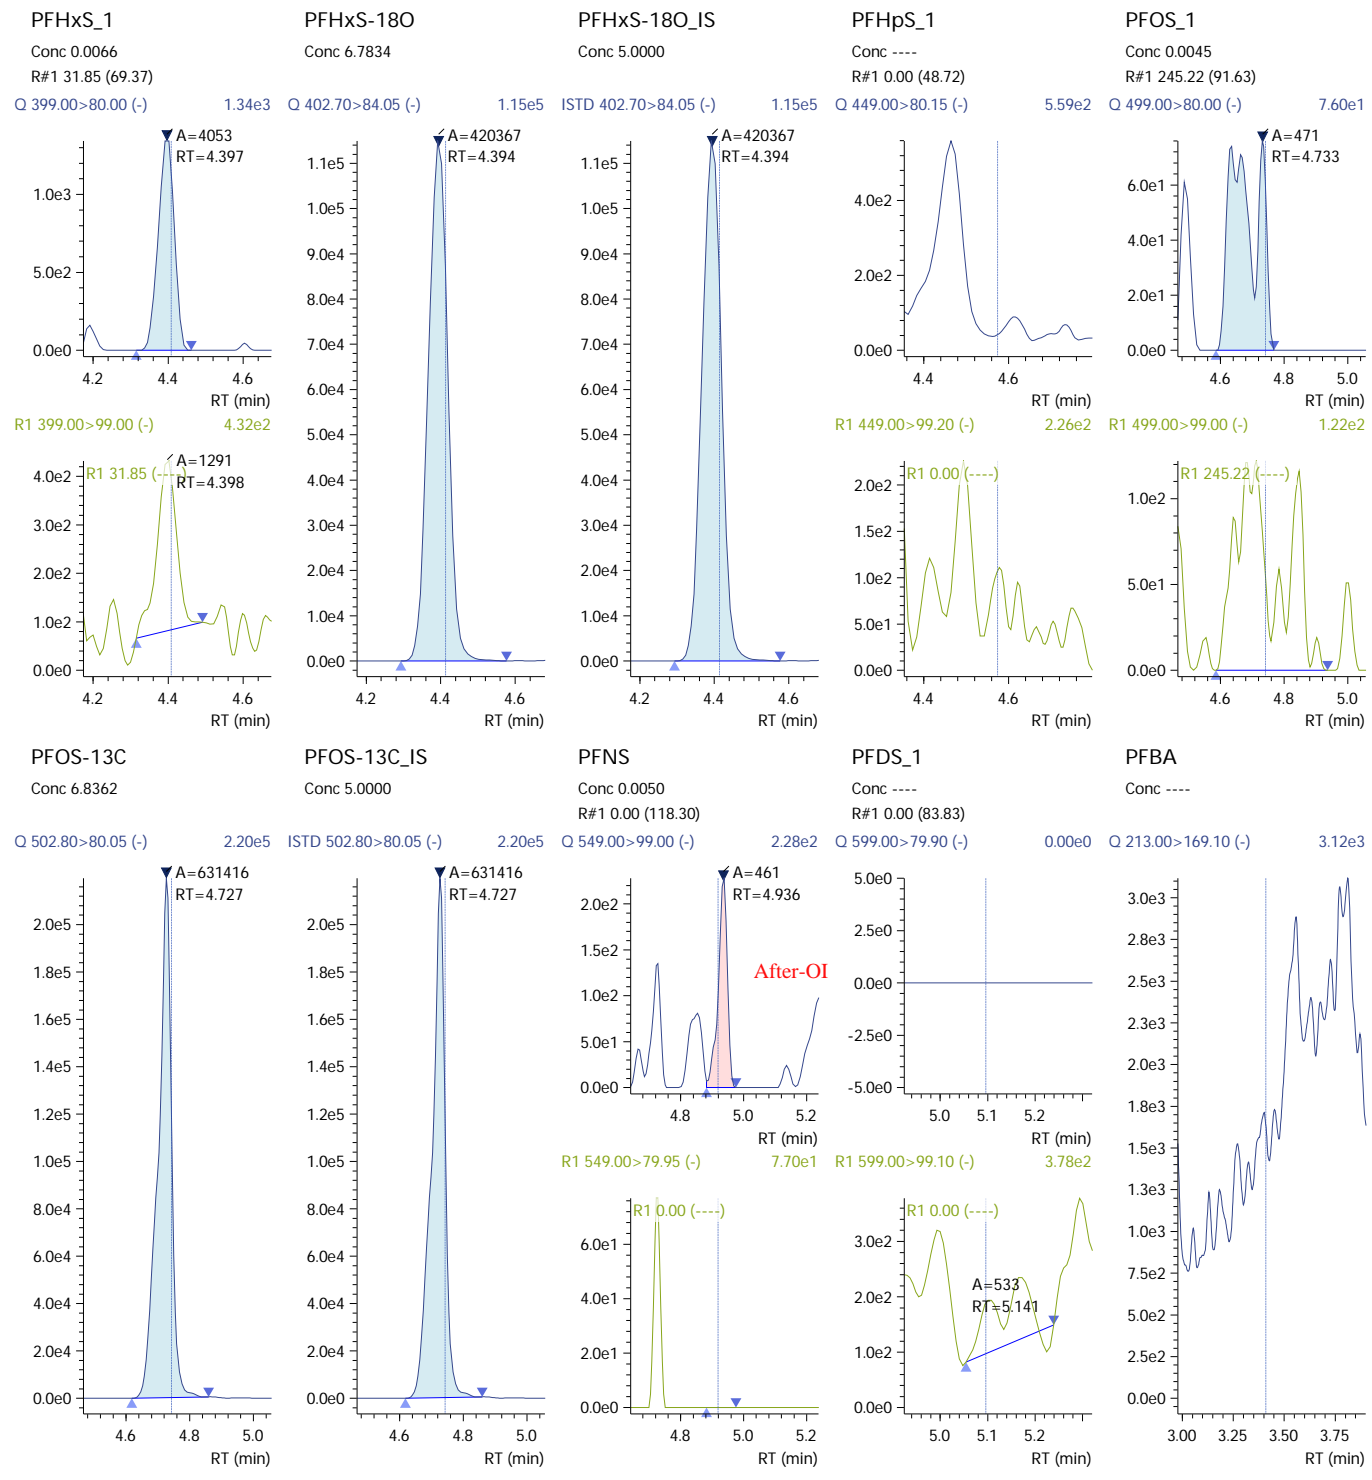 PFHxS_1
Conc 0.0066
R#1 31.85 (69.37)
Q 399.00>80.00 (-) 1.34e3
A=4053
RT=4.397
1.0e3
5.0e2
0.0e0
4.2 4.4 4.6
RT (min)
R1 399.00>99.00 (-) 4.32e2
R1 31.85 (----)
A=1291
RT=4.398
4.0e2
3.0e2
2.0e2
1.0e2
0.0e0
4.2 4.4 4.6
RT (min)
PFHxS-18O
Conc 6.7834
Q 402.70>84.05 (-) 1.15e5
A=420367
RT=4.394
1.1e5
1.0e5
9.0e4
8.0e4
7.0e4
6.0e4
5.0e4
4.0e4
3.0e4
2.0e4
1.0e4
0.0e0
4.2 4.4 4.6
RT (min)
PFHxS-18O_IS
Conc 5.0000
ISTD 402.70>84.05 (-) 1.15e5
A=420367
RT=4.394
1.1e5
1.0e5
9.0e4
8.0e4
7.0e4
6.0e4
5.0e4
4.0e4
3.0e4
2.0e4
1.0e4
0.0e0
4.2 4.4 4.6
RT (min)
PFHpS_1
Conc ----
R#1 0.00 (48.72)
Q 449.00>80.15 (-) 5.59e2
4.0e2
2.0e2
0.0e0
4.4 4.6
RT (min)
R1 449.00>99.20 (-) 2.26e2
R1 0.00 (----)
2.0e2
1.5e2
1.0e2
5.0e1
0.0e0
4.4 4.6
RT (min)
PFOS_1
Conc 0.0045
R#1 245.22 (91.63)
Q 499.00>80.00 (-) 7.60e1
A=471
RT=4.733
6.0e1
4.0e1
2.0e1
0.0e0
4.6 4.8 5.0
RT (min)
R1 499.00>99.00 (-) 1.22e2
R1 245.22 (----)
1.0e2
5.0e1
0.0e0
4.6 4.8 5.0
RT (min)
PFOS-13C
Conc 6.8362
Q 502.80>80.05 (-) 2.20e5
A=631416
RT=4.727
2.0e5
1.8e5
1.6e5
1.4e5
1.2e5
1.0e5
8.0e4
6.0e4
4.0e4
2.0e4
0.0e0
4.6 4.8 5.0
RT (min)
PFOS-13C_IS
Conc 5.0000
ISTD 502.80>80.05 (-) 2.20e5
A=631416
RT=4.727
2.0e5
1.8e5
1.6e5
1.4e5
1.2e5
1.0e5
8.0e4
6.0e4
4.0e4
2.0e4
0.0e0
4.6 4.8 5.0
RT (min)
PFNS
Conc 0.0050
R#1 0.00 (118.30)
Q 549.00>99.00 (-) 2.28e2
A=461
RT=4.936
After-OI
2.0e2
1.5e2
1.0e2
5.0e1
0.0e0
4.8 5.0 5.2
RT (min)
R1 549.00>79.95 (-) 7.70e1
R1 0.00 (----)
6.0e1
4.0e1
2.0e1
0.0e0
4.8 5.0 5.2
RT (min)
PFDS_1
Conc ----
R#1 0.00 (83.83)
Q 599.00>79.90 (-) 0.00e0
5.0e0
2.5e0
0.0e0
-2.5e0
-5.0e0
5.0 5.1 5.2
RT (min)
R1 599.00>99.10 (-) 3.78e2
R1 0.00 (----)
A=533
RT=5.141
3.0e2
2.0e2
1.0e2
0.0e0
5.0 5.1 5.2
RT (min)
PFBA
Conc ----
Q 213.00>169.10 (-) 3.12e3
3.0e3
2.8e3
2.5e3
2.3e3
2.0e3
1.8e3
1.5e3
1.3e3
1.0e3
7.5e2
5.0e2
2.5e2
0.0e0
3.00 3.25 3.50 3.75
RT (min)